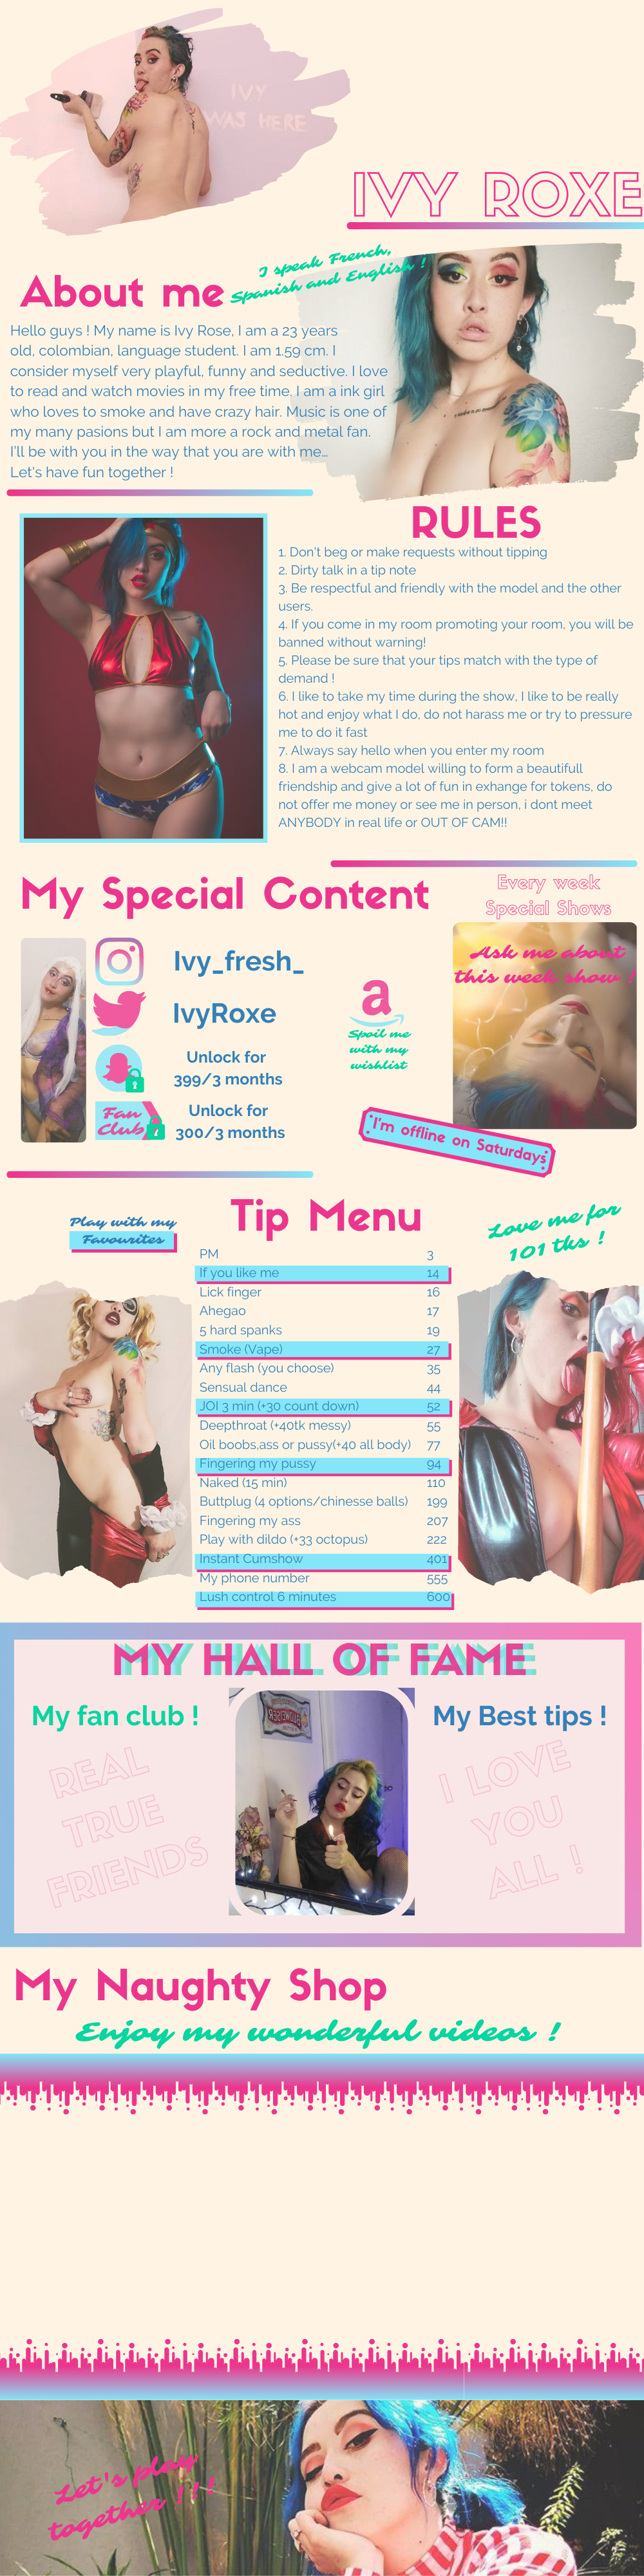 IVY
WAS HERE
IVY ROXE
I speak French,
Spanish and English !
About me
Hello guys ! My name is Ivy Rose, I am a 23 years
old, colombian, language student. I am 1.59 cm. I
consider myself very playful, funny and seductive. I love
to read and watch movies in my free time. I am a ink girl
who loves to smoke and have crazy hair. Music is one of
my many pasions but I am more a rock and metal fan.
I'll be with you in the way that you are with me...
Let's have fun together !
RULES
1. Don't beg or make requests without tipping
2. Dirty talk in a tip note
3. Be respectful and friendly with the model and the other
users.
4. If you come in my room promoting your room, you will be
banned without warning!
5. Please be sure that your tips match with the type of
demand !
6. I like to take my time during the show, I like to be really
hot and enjoy what I do, do not harass me or try to pressure
me to do it fast
7. Always say hello when you enter my room
8. I am a webcam model willing to form a beautifull
friendship and give a lot of fun in exhange for tokens, do
not offer me money or see me in person, i dont meet
ANYBODY in real life or OUT OF CAM!!
My Special Content
Every week
Special Shows
Ask me about
this week show !
Ivy_fresh_
IvyRoxe
Unlock for
399/3 months
Fan
Club
Unlock for
300/3 months
a
Spoil me
with my
wishlist
I'm offline on Saturdays
Tip Menu
Play with my
Favourites
Love me for
101 tks !
PM 3
If you like me 14
Lick finger 16
Ahegao 17
5 hard spanks 19
Smoke (Vape) 27
Any flash (you choose) 35
Sensual dance 44
JOI 3 min (+30 count down) 52
Deepthroat (+40tk messy) 55
Oil boobs,ass or pussy(+40 all body) 77
Fingering my pussy 94
Naked (15 min) 110
Buttplug (4 options/chinesse balls) 199
Fingering my ass 207
Play with dildo (+33 octopus) 222
Instant Cumshow 401
My phone number 555
Lush control 6 minutes 600
MY HALL OF FAME
My fan club !
My Best tips !
REAL
TRUE
FRIENDS
I LOVE
YOU
ALL !
My Naughty Shop
Enjoy my wonderful videos !
Let's play
together !!!